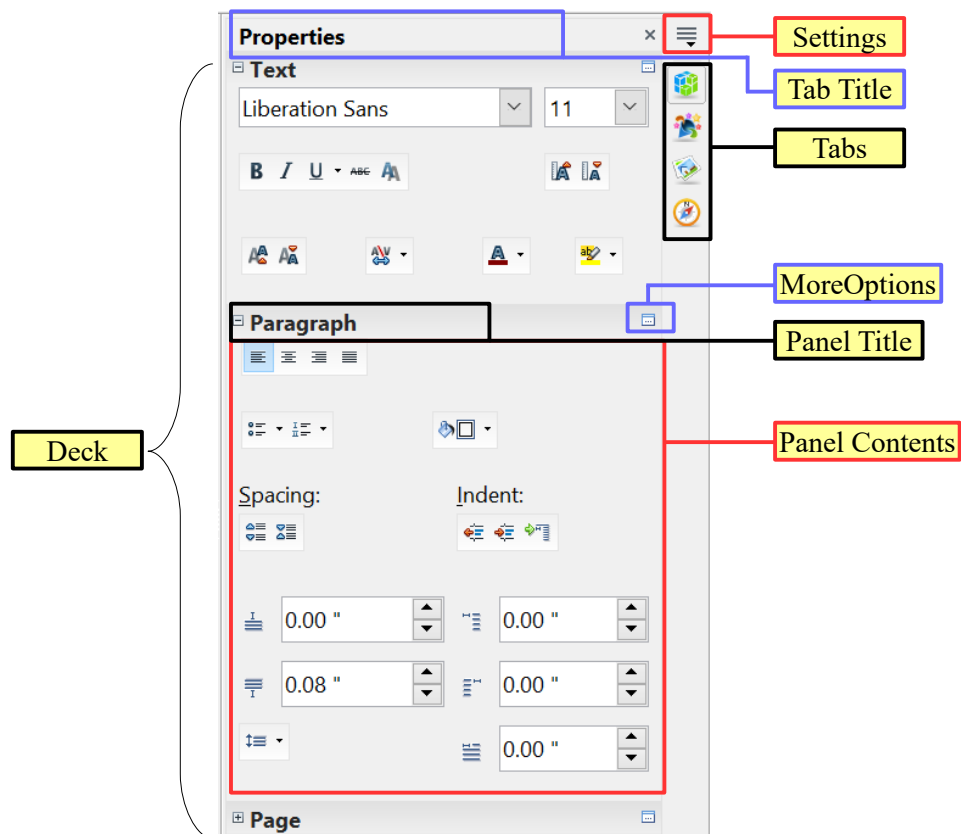 Properties
Settings
Text
Tab Title
Liberation Sans
11
Tabs
B I U ABC
MoreOptions
Paragraph
Panel Title
Panel Contents
Deck
Spacing:
Indent:
0.00 "
0.00 "
0.08 "
0.00 "
0.00 "
Page